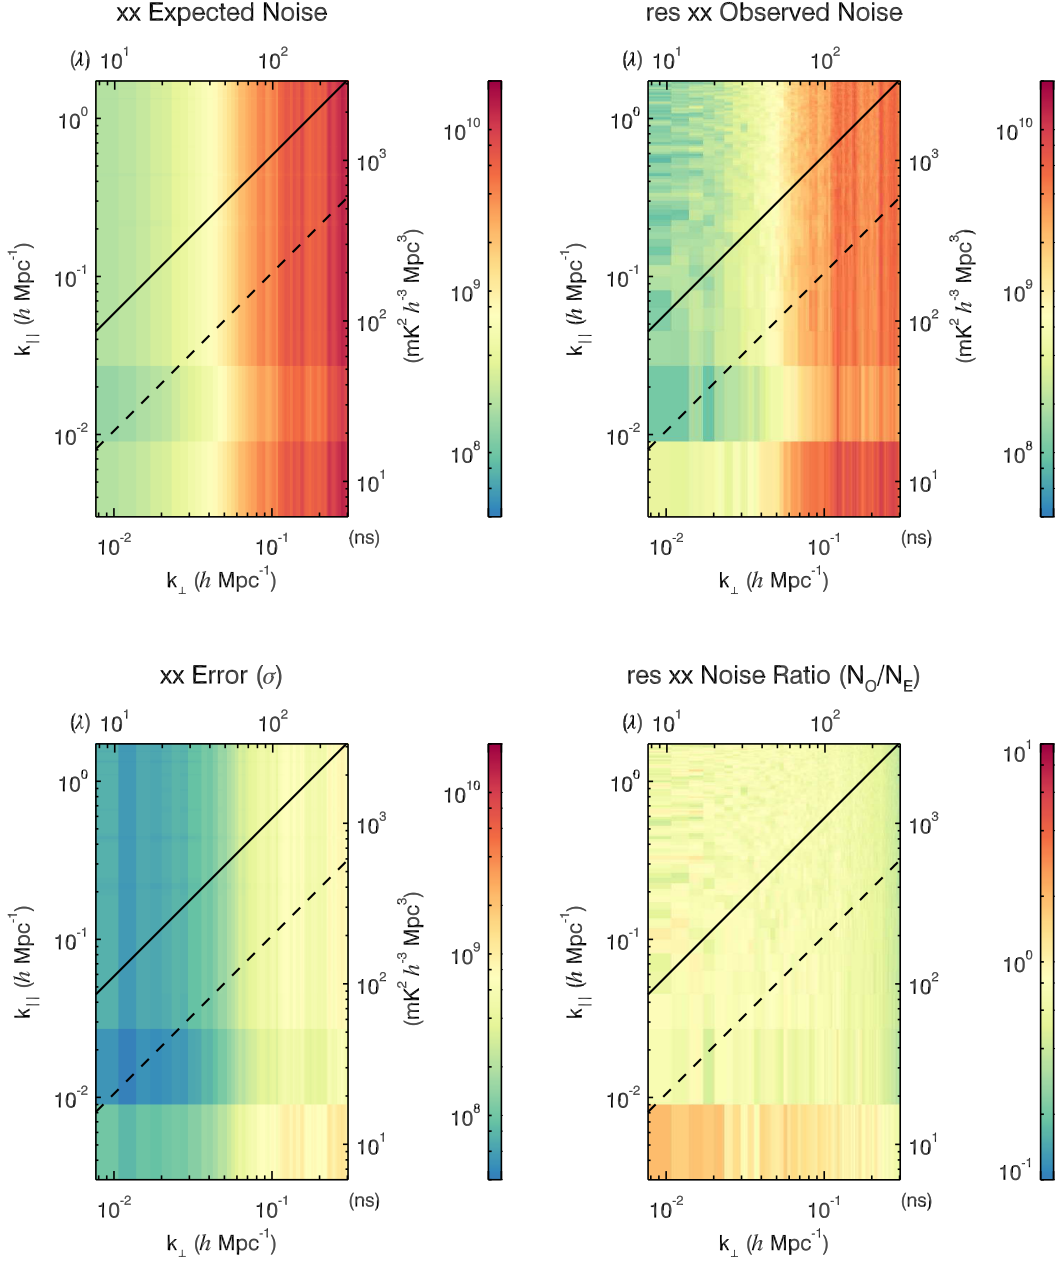 xx Expected Noise
(λ) 10^1 10^2
10^0
10^-1
10^-2
k_|| (h Mpc^-1)
10^3
10^2
10^1
(ns)
10^-2 10^-1
k_⊥ (h Mpc^-1)
10^10
10^9
10^8
(mK^2 h^-3 Mpc^3)
res xx Observed Noise
(λ) 10^1 10^2
10^0
10^-1
10^-2
k_|| (h Mpc^-1)
10^3
10^2
10^1
(ns)
10^-2 10^-1
k_⊥ (h Mpc^-1)
10^10
10^9
10^8
(mK^2 h^-3 Mpc^3)
xx Error (σ)
(λ) 10^1 10^2
10^0
10^-1
10^-2
k_|| (h Mpc^-1)
10^3
10^2
10^1
(ns)
10^-2 10^-1
k_⊥ (h Mpc^-1)
10^10
10^9
10^8
(mK^2 h^-3 Mpc^3)
res xx Noise Ratio (N_O/N_E)
(λ) 10^1 10^2
10^0
10^-1
10^-2
k_|| (h Mpc^-1)
10^3
10^2
10^1
(ns)
10^-2 10^-1
k_⊥ (h Mpc^-1)
10^1
10^0
10^-1